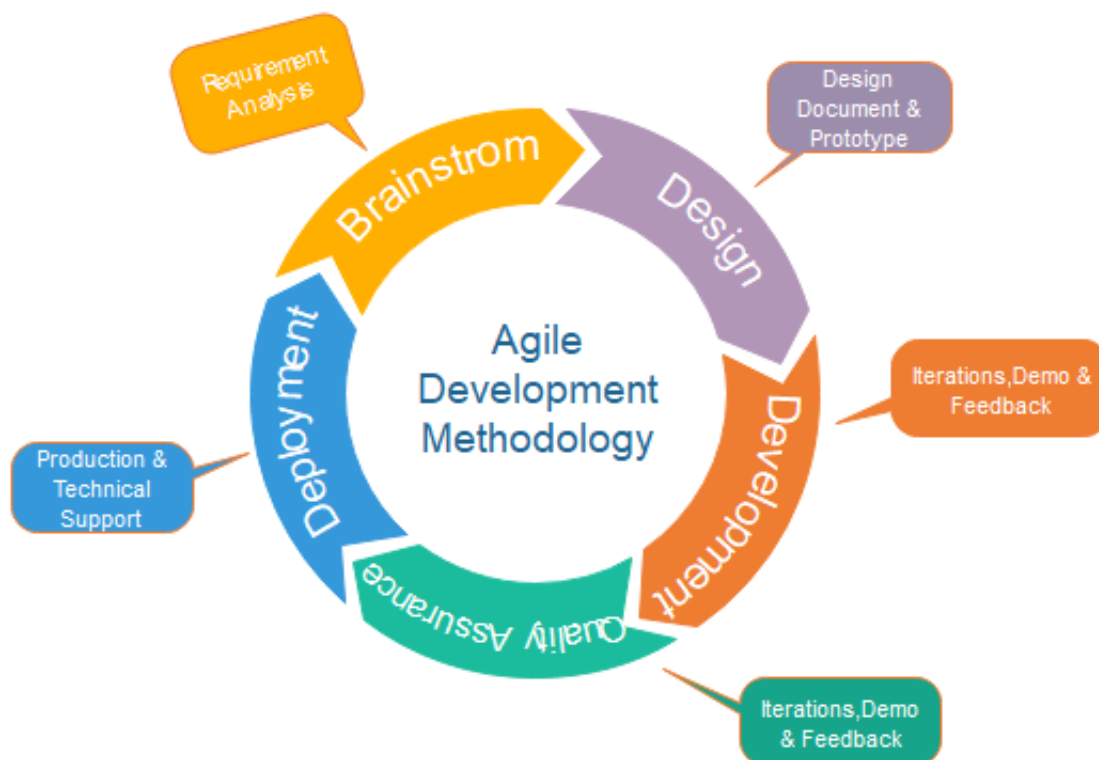 Requirement
Analysis
Brainstrom
Design
Document &
Prototype
Design
Iterations,Demo &
Feedback
Development
Iterations,Demo
& Feedback
Quality Assurance
Production &
Technical
Support
Deployment
Agile
Development
Methodology